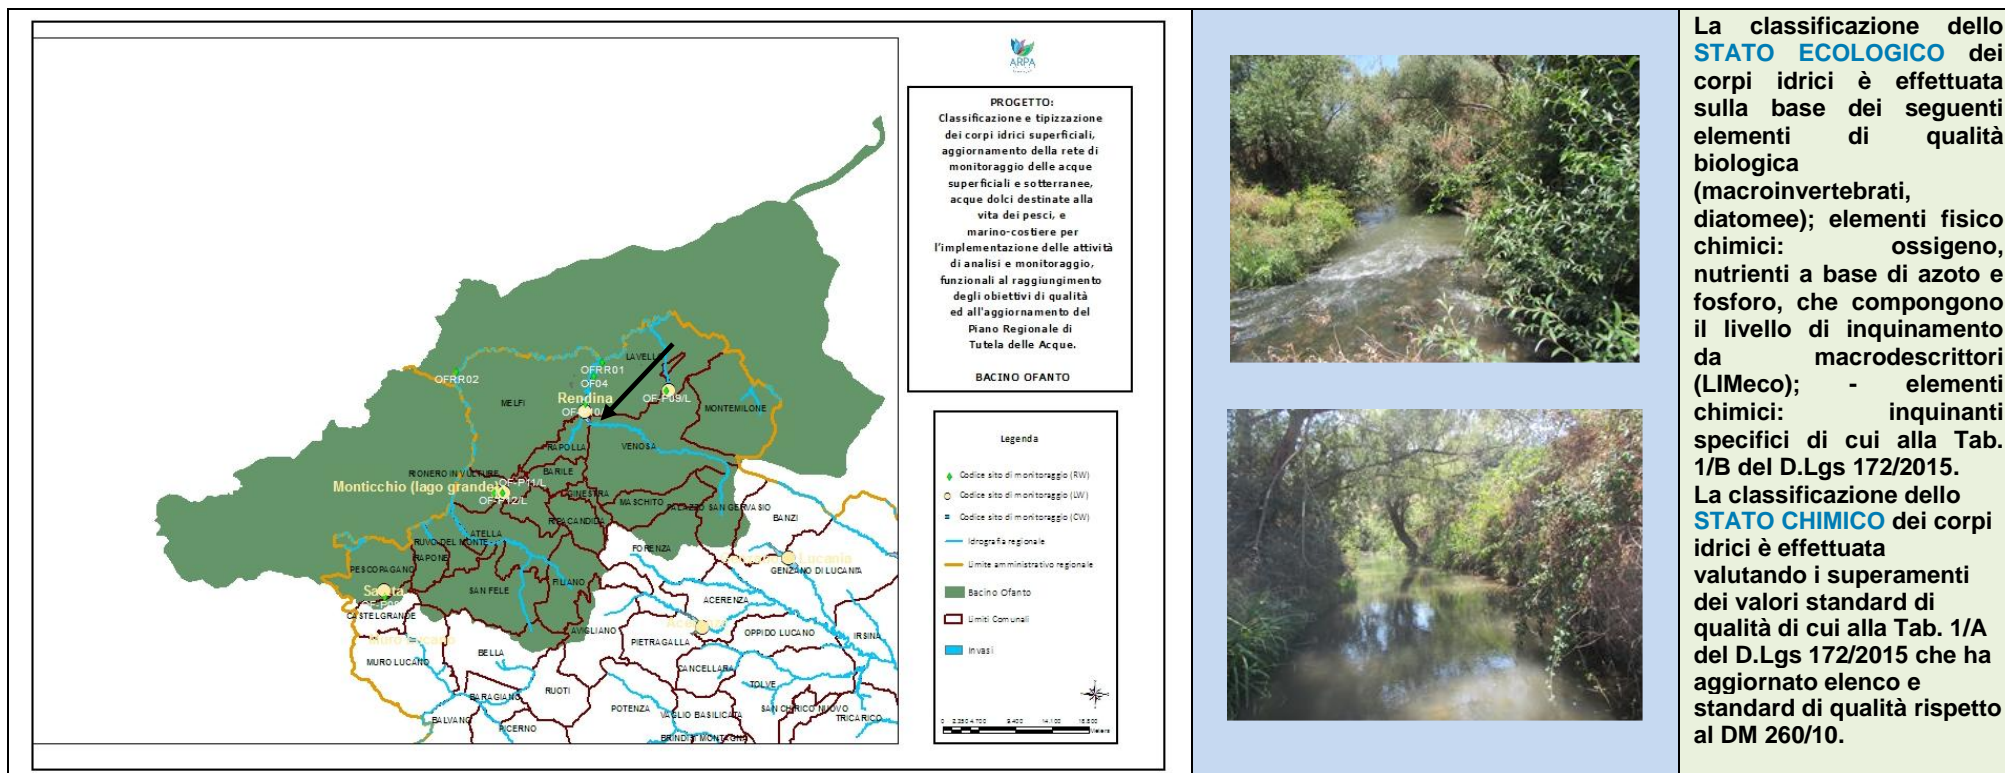 ARPA
PROGETTO:
Classificazione e tipizzazione
dei corpi idrici superficiali,
aggiornamento della rete di
monitoraggio delle acque
superficiali e sotterranee,
acque dolci destinate alla
vita dei pesci, e
marino-costiere per
l'implementazione delle attività
di analisi e monitoraggio,
funzionali al raggiungimento
degli obiettivi di qualità
ed all'aggiornamento del
Piano Regionale di
Tutela delle Acque.
BACINO OFANTO
Legenda
Codice sito di monitoraggio (RW)
Codice sito di monitoraggio (LW)
Codice sito di monitoraggio (CW)
Idrografia regionale
Limite amministrativo regionale
Bacino Ofanto
Limiti Comunali
Invasi
LAVELLO
OFRR01
OFRR02
OF04
MELFI
Rendina
OF-P09/L
MONTEMILONE
RAPOLLA
VENOSA
BARILE
RIONERO IN VULTURE
Monticchio (lago grande)
OF-P11/L
OF-P12/L
GINESTRA
MASCHITO
PALAZZO SAN GERVASIO
BANZI
RIPACANDIDA
ATELLA
RUVO DEL MONTE
RAPONE
FORENZA
Lucania
GENZANO DI LUCANIA
PESCOPAGANO
SAN FELE
FILIANO
ACERENZA
CASTELGRANDE
AVIGLIANO
PIETRAGALLA
OPPIDO LUCANO
IRSINA
MURO LUCANO
BELLA
CANCELLARA
TOLVE
BARAGIANO
RUOTI
POTENZA
VAGLIO BASILICATA
SAN CHIRICO NUOVO
TRICARICO
BALVANO
PICERNO
BRINDISI MONTAGNA
La classificazione dello
STATO ECOLOGICO dei
corpi idrici è effettuata
sulla base dei seguenti
elementi di qualità
biologica
(macroinvertebrati,
diatomee); elementi fisico
chimici: ossigeno,
nutrienti a base di azoto e
fosforo, che compongono
il livello di inquinamento
da macrodescrittori
(LIMeco); - elementi
chimici: inquinanti
specifici di cui alla Tab.
1/B del D.Lgs 172/2015.
La classificazione dello
STATO CHIMICO dei corpi
idrici è effettuata
valutando i superamenti
dei valori standard di
qualità di cui alla Tab. 1/A
del D.Lgs 172/2015 che ha
aggiornato elenco e
standard di qualità rispetto
al DM 260/10.